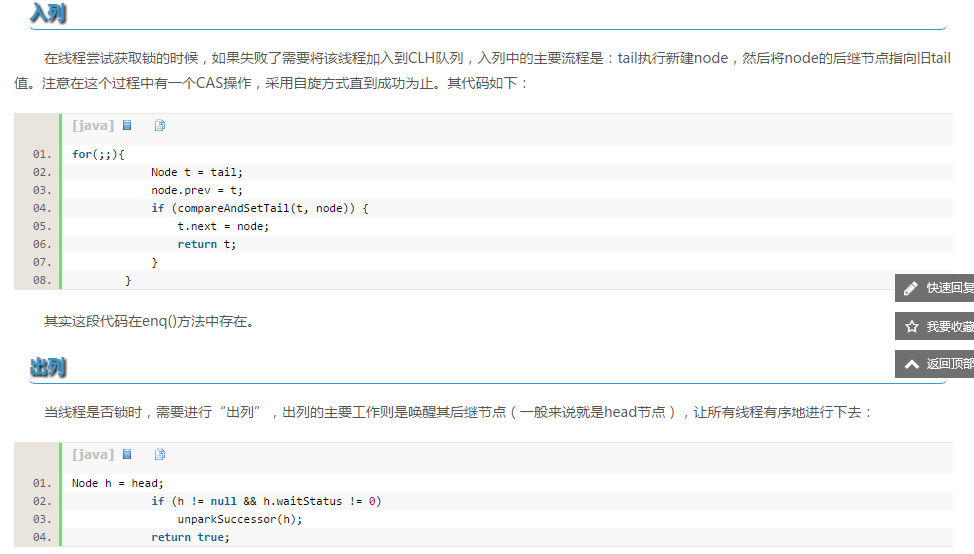 入列
在线程尝试获取锁的时候，如果失败了需要将该线程加入到CLH队列，入列中的主要流程是：tail执行新建node，然后将node的后继节点指向旧tail
值。注意在这个过程中有一个CAS操作，采用自旋方式直到成功为止。其代码如下：
[java]
01. for(;;){
02. Node t = tail;
03. node.prev = t;
04. if (compareAndSetTail(t, node)) {
05. t.next = node;
06. return t;
07. }
08. }
快速回复
其实这段代码在enq()方法中存在。
我要收藏
出列
返回顶部
当线程是否锁时，需要进行“出列”，出列的主要工作则是唤醒其后继节点（一般来说就是head节点），让所有线程有序地进行下去：
[java]
01. Node h = head;
02. if (h != null && h.waitStatus != 0)
03. unparkSuccessor(h);
04. return true;